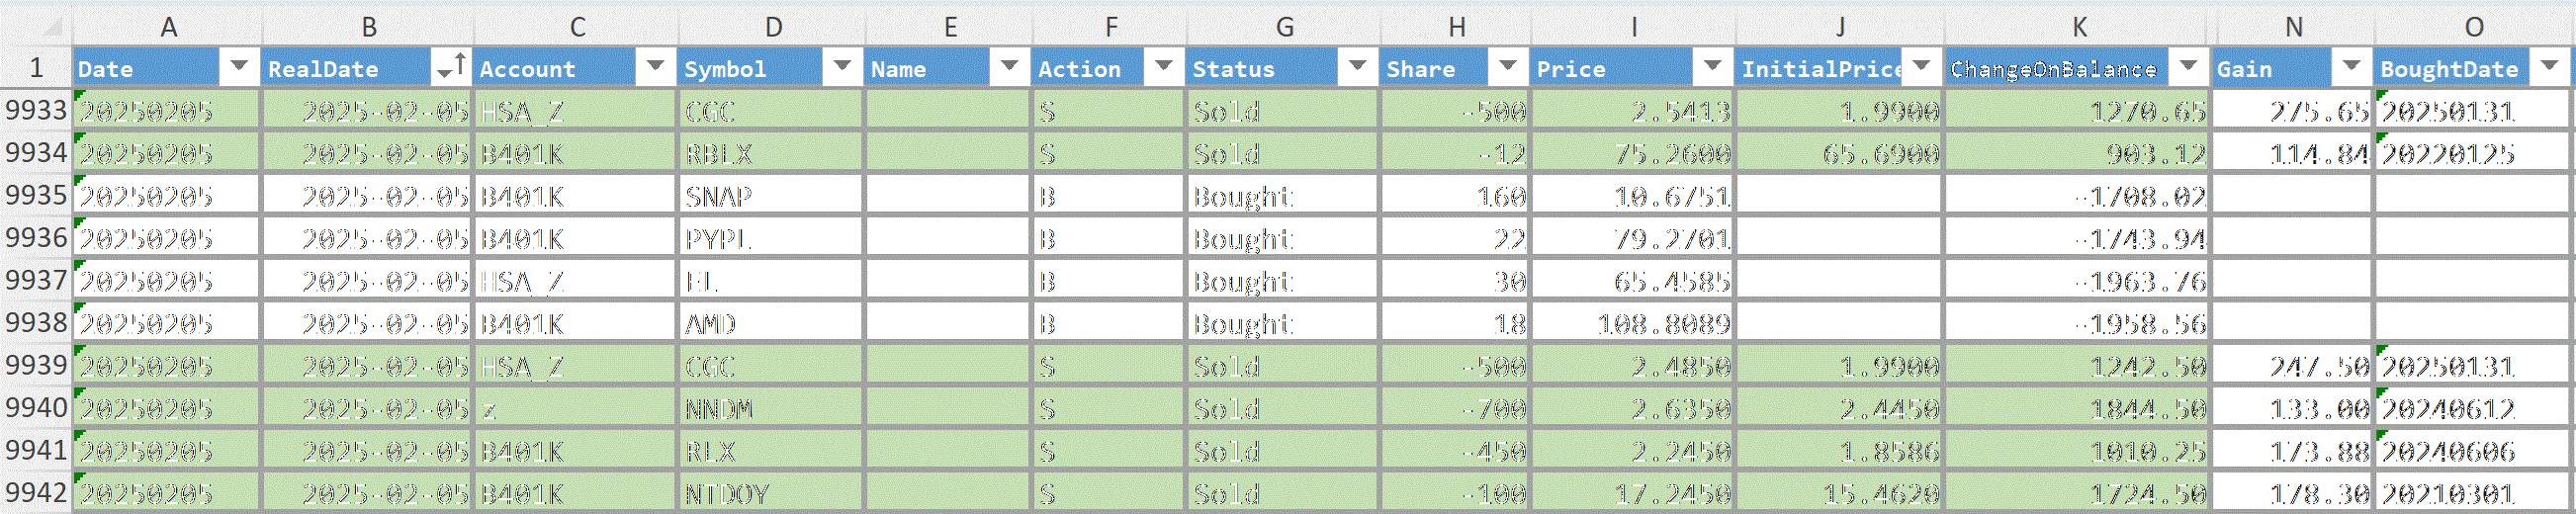 A B C D E F G H I J K N O
1 Date RealDate Account Symbol Name Action Status Share Price InitialPrice ChangeOnBalance Gain BoughtDate
9933 20250205 2025-02-05 HSA_Z CGC S Sold -500 2.5413 1.9900 1270.65 275.65 20250131
9934 20250205 2025-02-05 B401K RBLX S Sold -12 75.2600 65.6900 903.12 114.84 20220125
9935 20250205 2025-02-05 B401K SNAP B Bought 160 10.6751 -1708.02
9936 20250205 2025-02-05 B401K PYPL B Bought 22 79.2701 -1743.94
9937 20250205 2025-02-05 HSA_Z EL B Bought 30 65.4585 -1963.76
9938 20250205 2025-02-05 B401K AMD B Bought 18 108.8089 -1958.56
9939 20250205 2025-02-05 HSA_Z CGC S Sold -500 2.4850 1.9900 1242.50 247.50 20250131
9940 20250205 2025-02-05 z NNDM S Sold -700 2.6350 2.4450 1844.50 133.00 20240612
9941 20250205 2025-02-05 B401K RLX S Sold -450 2.2450 1.8586 1010.25 173.88 20240606
9942 20250205 2025-02-05 B401K NTDOY S Sold -100 17.2450 15.4620 1724.50 178.30 20210301